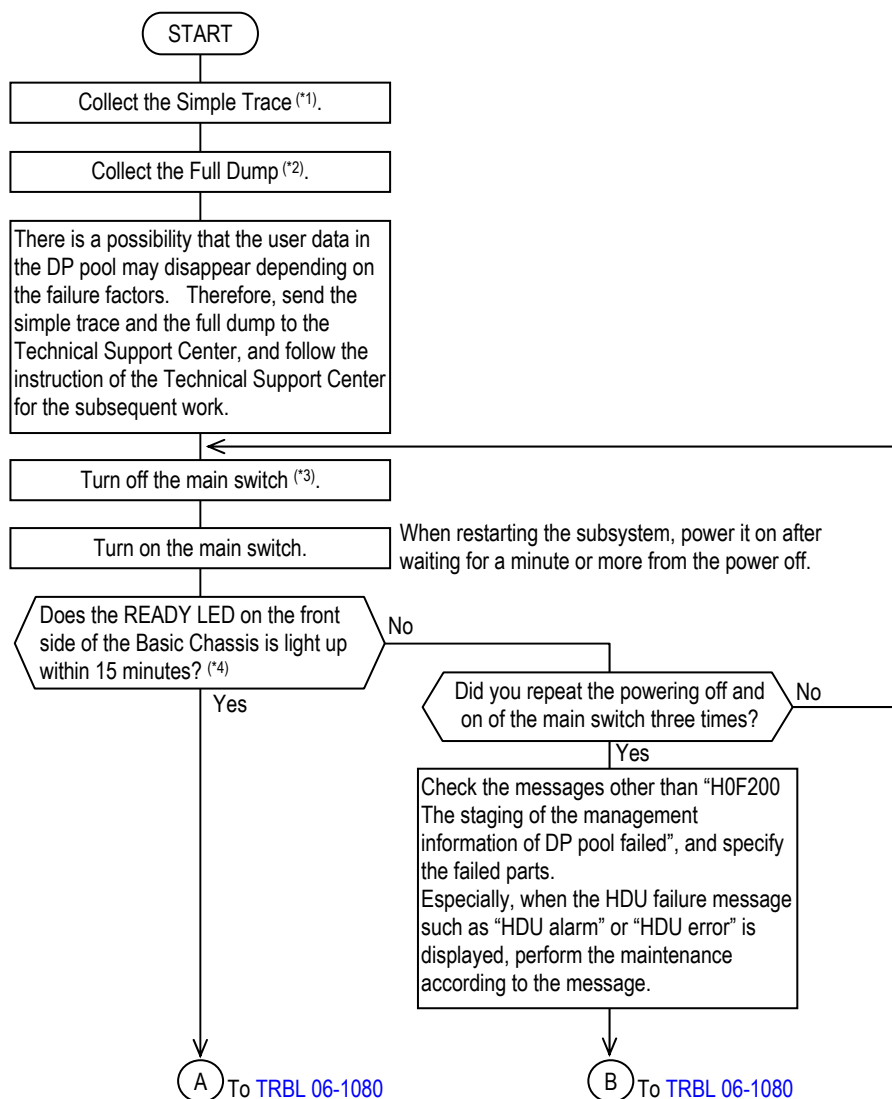 START
Collect the Simple Trace (*1).
Collect the Full Dump (*2).
There is a possibility that the user data in
the DP pool may disappear depending on
the failure factors. Therefore, send the
simple trace and the full dump to the
Technical Support Center, and follow the
instruction of the Technical Support Center
for the subsequent work.
Turn off the main switch (*3).
Turn on the main switch.
When restarting the subsystem, power it on after
waiting for a minute or more from the power off.
Does the READY LED on the front
side of the Basic Chassis is light up
within 15 minutes? (*4)
No
Yes
Did you repeat the powering off and
on of the main switch three times?
No
Yes
Check the messages other than “H0F200
The staging of the management
information of DP pool failed”, and specify
the failed parts.
Especially, when the HDU failure message
such as “HDU alarm” or “HDU error” is
displayed, perform the maintenance
according to the message.
A
To TRBL 06-1080
B
To TRBL 06-1080